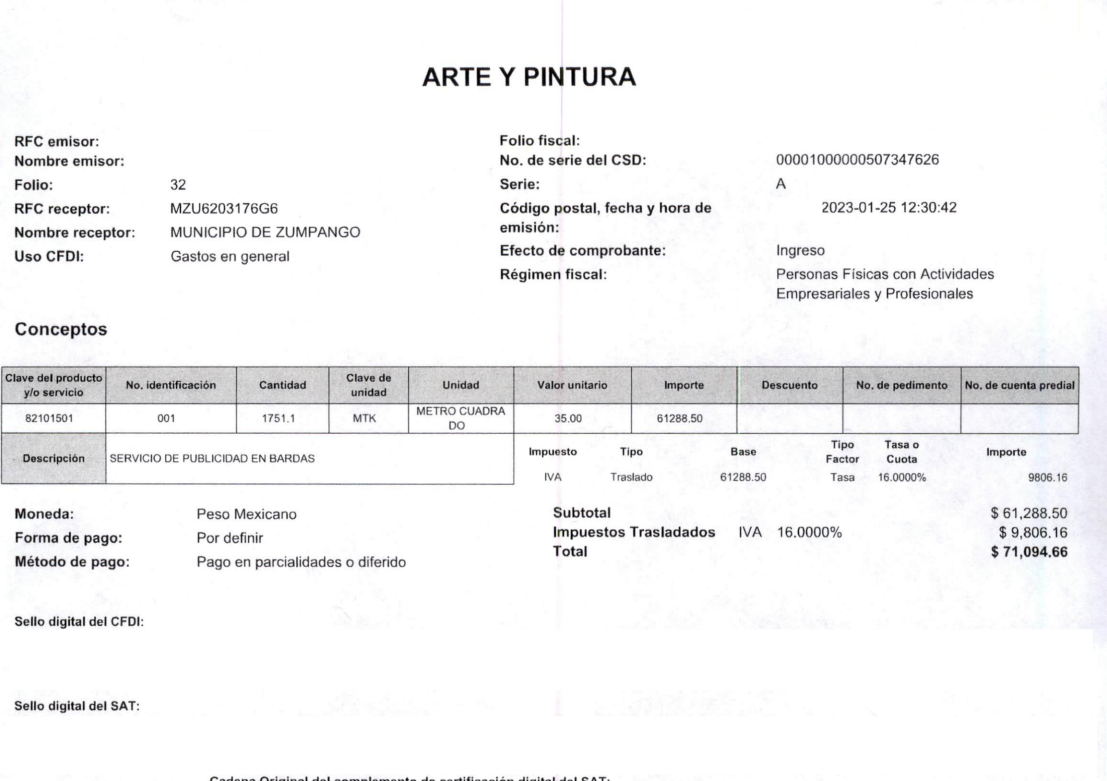 ARTE Y PINTURA
RFC emisor:
Nombre emisor:
Folio: 32
RFC receptor: MZU6203176G6
Nombre receptor: MUNICIPIO DE ZUMPANGO
Uso CFDI: Gastos en general
Folio fiscal:
No. de serie del CSD: 00001000000507347626
Serie: A
Código postal, fecha y hora de 2023-01-25 12:30:42
emisión:
Efecto de comprobante: Ingreso
Régimen fiscal: Personas Físicas con Actividades
Empresariales y Profesionales
Conceptos
Clave del producto y/o servicio No. identificación Cantidad Clave de unidad Unidad Valor unitario Importe Descuento No. de pedimento No. de cuenta predial
82101501 001 1751.1 MTK METRO CUADRA DO 35.00 61288.50
Descripción SERVICIO DE PUBLICIDAD EN BARDAS
Impuesto Tipo Base Tipo Factor Tasa o Cuota Importe
IVA Traslado 61288.50 Tasa 16.0000% 9806.16
Moneda: Peso Mexicano
Forma de pago: Por definir
Método de pago: Pago en parcialidades o diferido
Subtotal $ 61,288.50
Impuestos Trasladados IVA 16.0000% $ 9,806.16
Total $ 71,094.66
Sello digital del CFDI:
Sello digital del SAT:
Cadena Original del complemento de certificación digital del SAT: